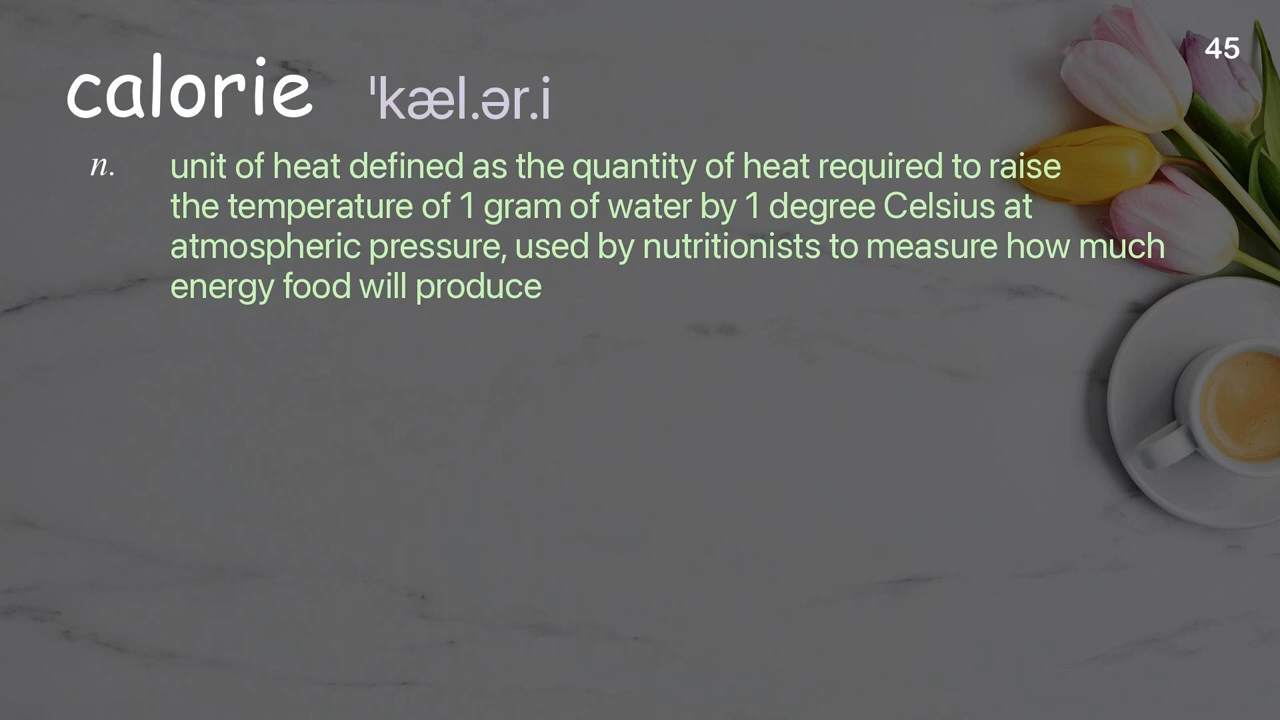 45
calorie ˈkæl.ər.i
n. unit of heat defined as the quantity of heat required to raise
the temperature of 1 gram of water by 1 degree Celsius at
atmospheric pressure, used by nutritionists to measure how much
energy food will produce